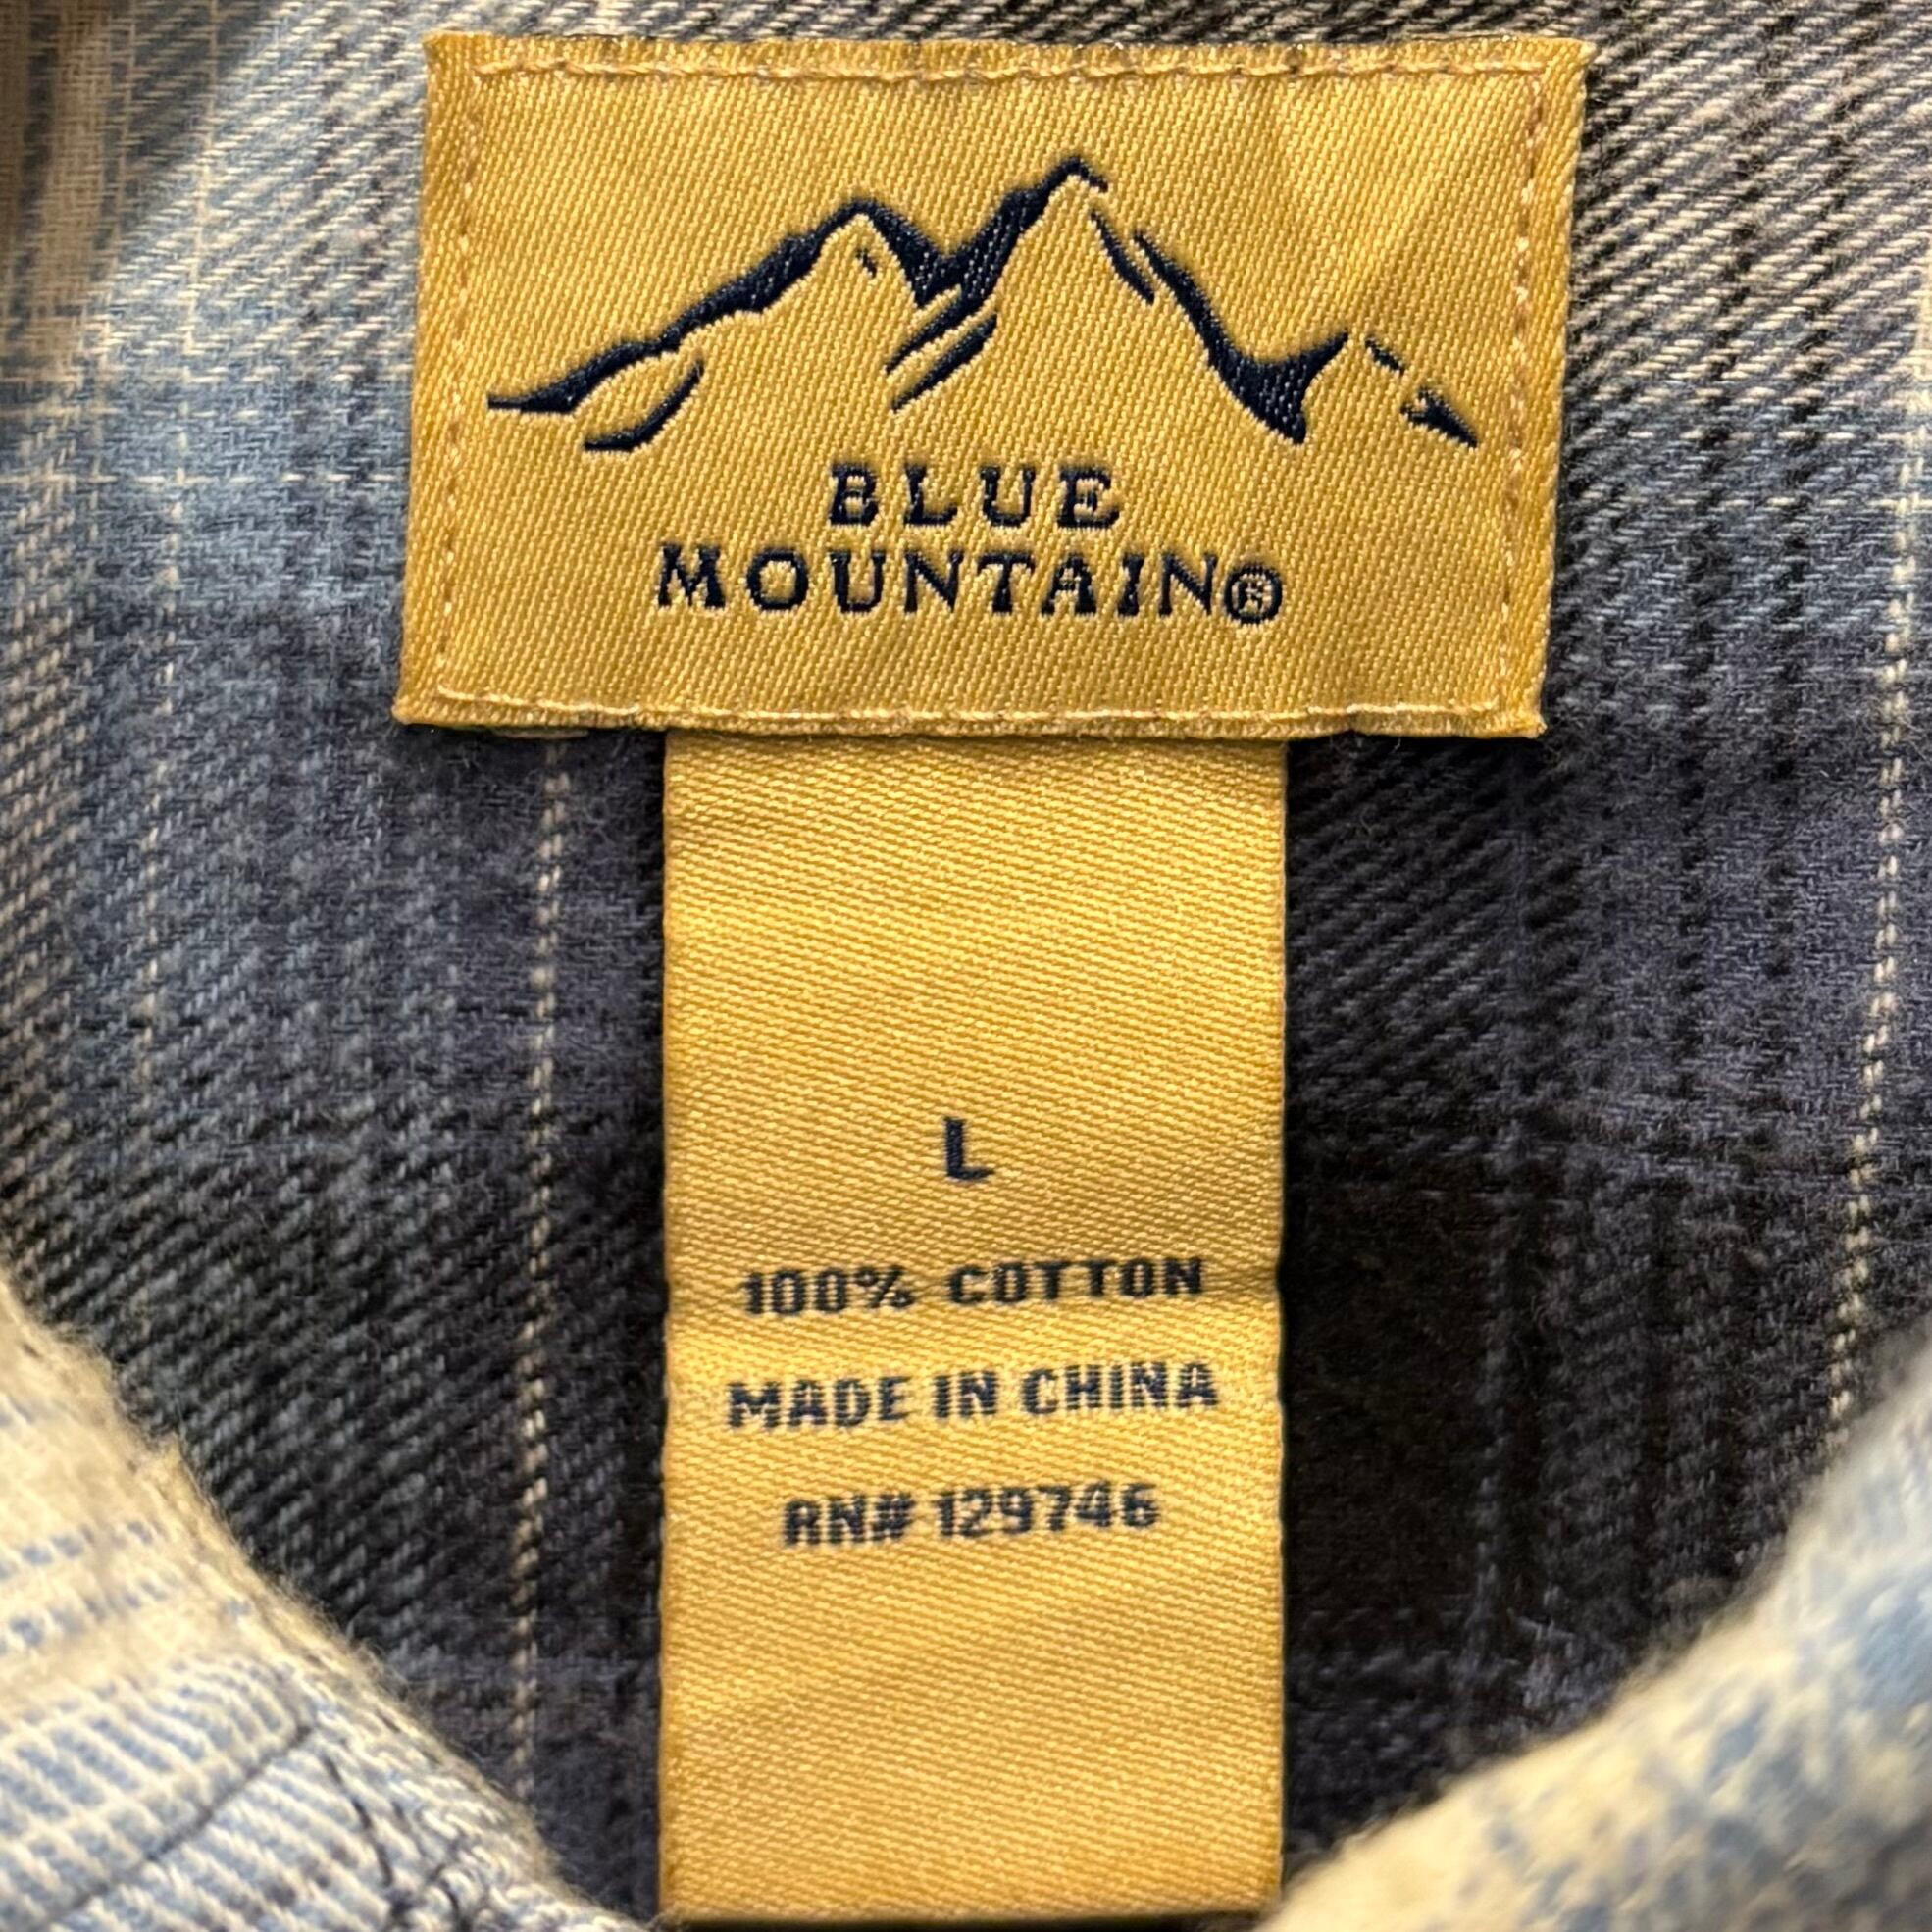 BLUE
MOUNTAIN®
L
100% COTTON
MADE IN CHINA
RN# 129746